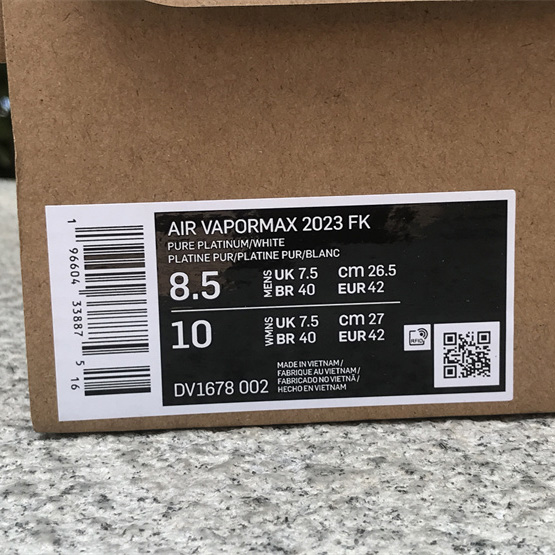 AIR VAPORMAX 2023 FK
PURE PLATINUM/WHITE
PLATINE PUR/PLATINE PUR/BLANC
8.5 MENS UK 7.5 CM 26.5
BR 40 EUR 42
10 WMNS UK 7.5 CM 27
BR 40 EUR 42
RFID
MADE IN VIETNAM /
FABRIQUE AU VIETNAM /
FABRICADO NO VIETNÃ /
HECHO EN VIETNAM
DV1678 002
1 96604 33887 5 16